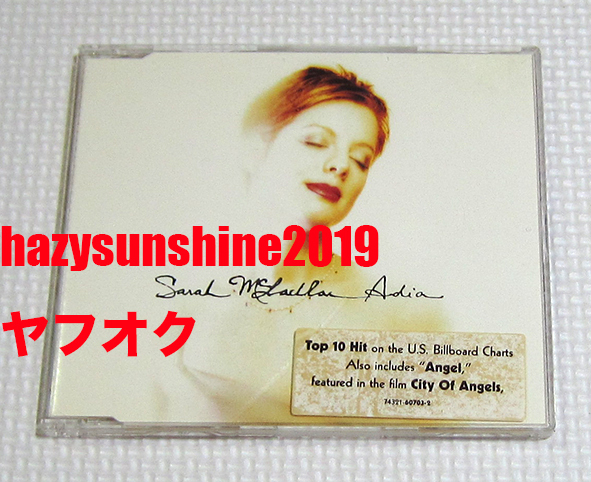 hazysunshine2019
Sarah McLachlan Adia
ヤフオク
Top 10 Hit on the U.S. Billboard Charts
Also includes "Angel,"
featured in the film City Of Angels,
74321-60703-2